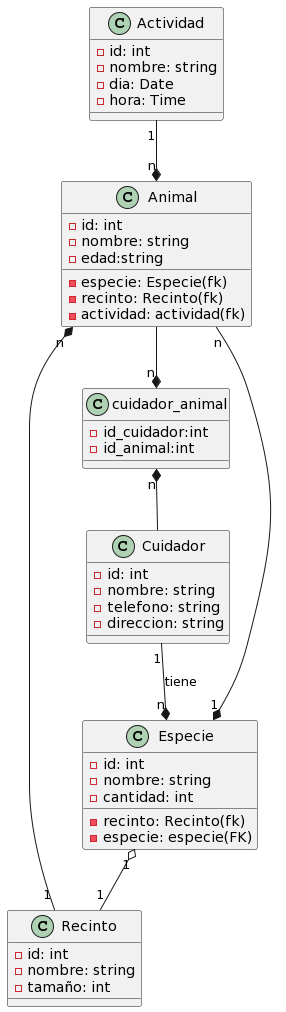 C Actividad
id: int
nombre: string
dia: Date
hora: Time
1
n
C Animal
id: int
nombre: string
edad:string
especie: Especie(fk)
recinto: Recinto(fk)
actividad: actividad(fk)
n
n
n
C cuidador_animal
id_cuidador:int
id_animal:int
n
C Cuidador
id: int
nombre: string
telefono: string
direccion: string
1
tiene
n
1
C Especie
id: int
nombre: string
cantidad: int
recinto: Recinto(fk)
especie: especie(FK)
1
1
1
C Recinto
id: int
nombre: string
tamaño: int